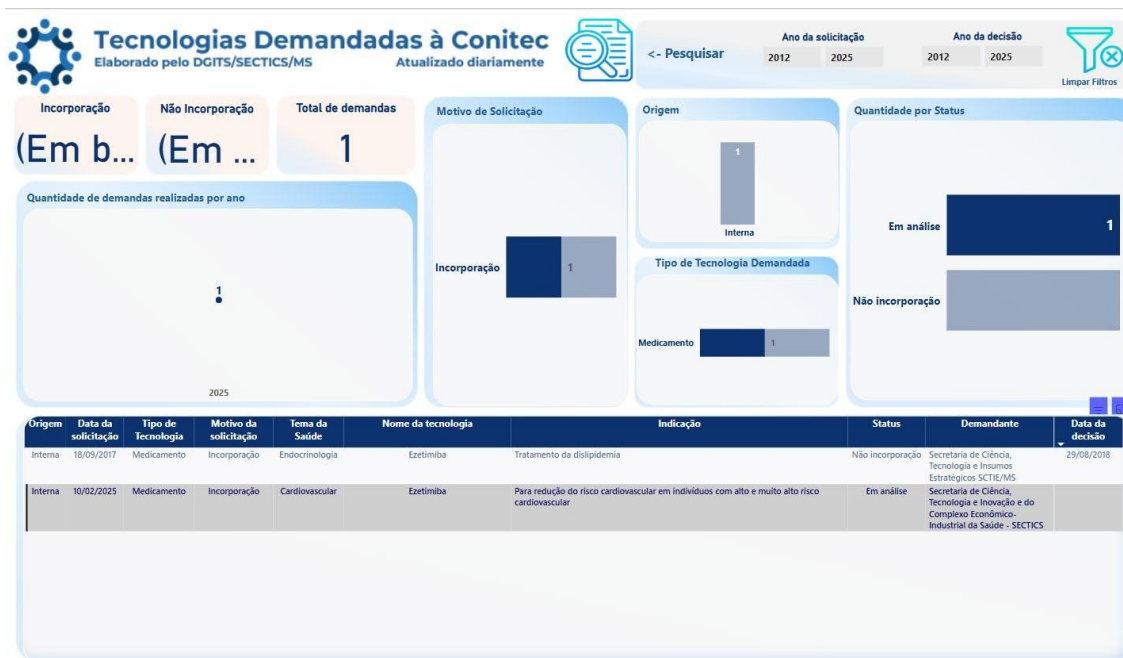 Tecnologias Demandadas à Conitec
Elaborado pelo DGITS/SECTICS/MS
Atualizado diariamente
<- Pesquisar
Ano da solicitação
2012
2025
Ano da decisão
2012
2025
Limpar Filtros
Incorporação
(Em b...
Não Incorporação
(Em ...
Total de demandas
1
Quantidade de demandas realizadas por ano
1
2025
Motivo de Solicitação
Incorporação
1
Origem
1
Interna
Tipo de Tecnologia Demandada
Medicamento
1
Quantidade por Status
Em análise
1
Não incorporação
Origem
Data da
solicitação
Tipo de
Tecnologia
Motivo da
solicitação
Tema da
Saúde
Nome da tecnologia
Indicação
Status
Demandante
Data da
decisão
Interna
18/09/2017
Medicamento
Incorporação
Endocrinologia
Ezetimiba
Tratamento da dislipidemia
Não incorporação
Secretaria de Ciência,
Tecnologia e Insumos
Estratégicos SCTIE/MS
29/08/2018
Interna
10/02/2025
Medicamento
Incorporação
Cardiovascular
Ezetimiba
Para redução do risco cardiovascular em indivíduos com alto e muito alto risco
cardiovascular
Em análise
Secretaria de Ciência,
Tecnologia e Inovação e do
Complexo Econômico-
Industrial da Saúde - SECTICS